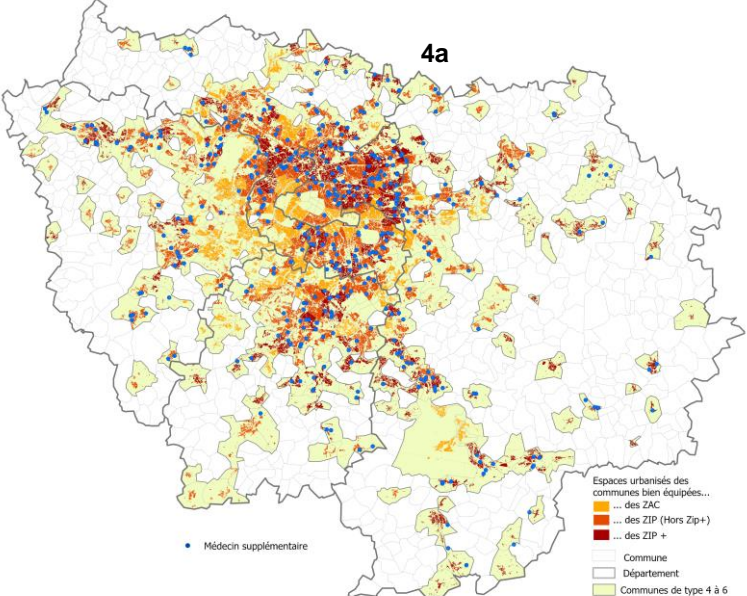 4a
Espaces urbanisés des
communes bien équipées...
... des ZAC
... des ZIP (Hors Zip+)
... des ZIP +
Médecin supplémentaire
Commune
Département
Communes de type 4 à 6